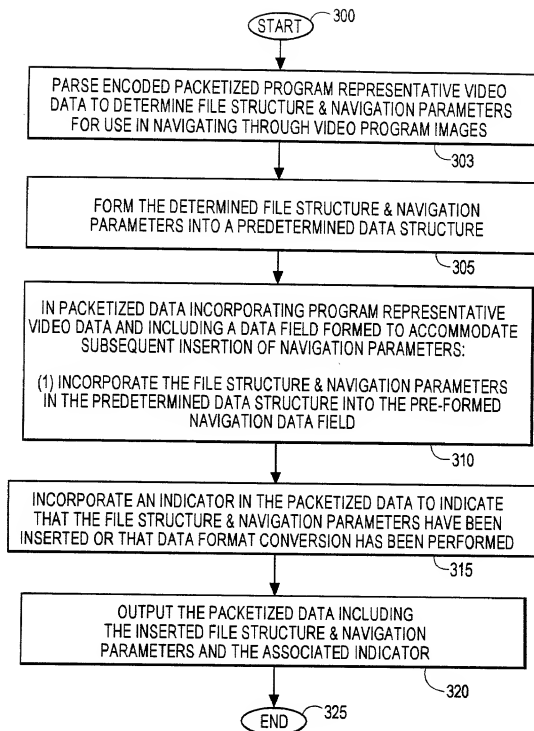 START 300
PARSE ENCODED PACKETIZED PROGRAM REPRESENTATIVE VIDEO
DATA TO DETERMINE FILE STRUCTURE & NAVIGATION PARAMETERS
FOR USE IN NAVIGATING THROUGH VIDEO PROGRAM IMAGES
303
FORM THE DETERMINED FILE STRUCTURE & NAVIGATION
PARAMETERS INTO A PREDETERMINED DATA STRUCTURE
305
IN PACKETIZED DATA INCORPORATING PROGRAM REPRESENTATIVE
VIDEO DATA AND INCLUDING A DATA FIELD FORMED TO ACCOMMODATE
SUBSEQUENT INSERTION OF NAVIGATION PARAMETERS:
(1) INCORPORATE THE FILE STRUCTURE & NAVIGATION PARAMETERS
IN THE PREDETERMINED DATA STRUCTURE INTO THE PRE-FORMED
NAVIGATION DATA FIELD
310
INCORPORATE AN INDICATOR IN THE PACKETIZED DATA TO INDICATE
THAT THE FILE STRUCTURE & NAVIGATION PARAMETERS HAVE BEEN
INSERTED OR THAT DATA FORMAT CONVERSION HAS BEEN PERFORMED
315
OUTPUT THE PACKETIZED DATA INCLUDING
THE INSERTED FILE STRUCTURE & NAVIGATION
PARAMETERS AND THE ASSOCIATED INDICATOR
320
END 325